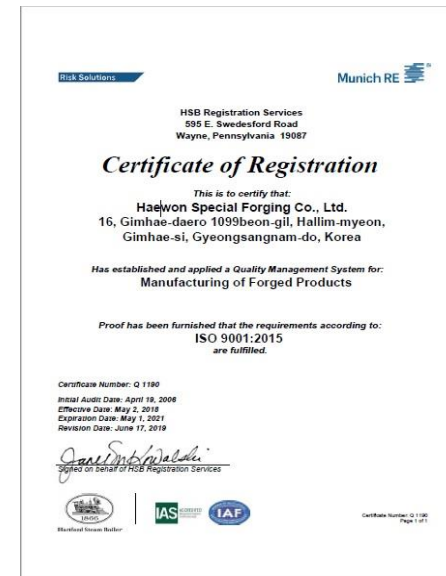 Risk Solutions
Munich RE
HSB Registration Services
595 E. Swedesford Road
Wayne, Pennsylvania 19087
Certificate of Registration
This is to certify that:
Haewon Special Forging Co., Ltd.
16, Gimhae-daero 1099beon-gil, Hallim-myeon,
Gimhae-si, Gyeongsangnam-do, Korea
Has established and applied a Quality Management System for:
Manufacturing of Forged Products
Proof has been furnished that the requirements according to:
ISO 9001:2015
are fulfilled.
Certificate Number: Q 1190
Initial Audit Date: April 19, 2006
Effective Date: May 2, 2018
Expiration Date: May 1, 2021
Revision Date: June 17, 2019
Signed on behalf of HSB Registration Services
1866
Hartford Steam Boiler
IAS ACCREDITED
IAF
Certificate Number: Q 1190
Page 1 of 1